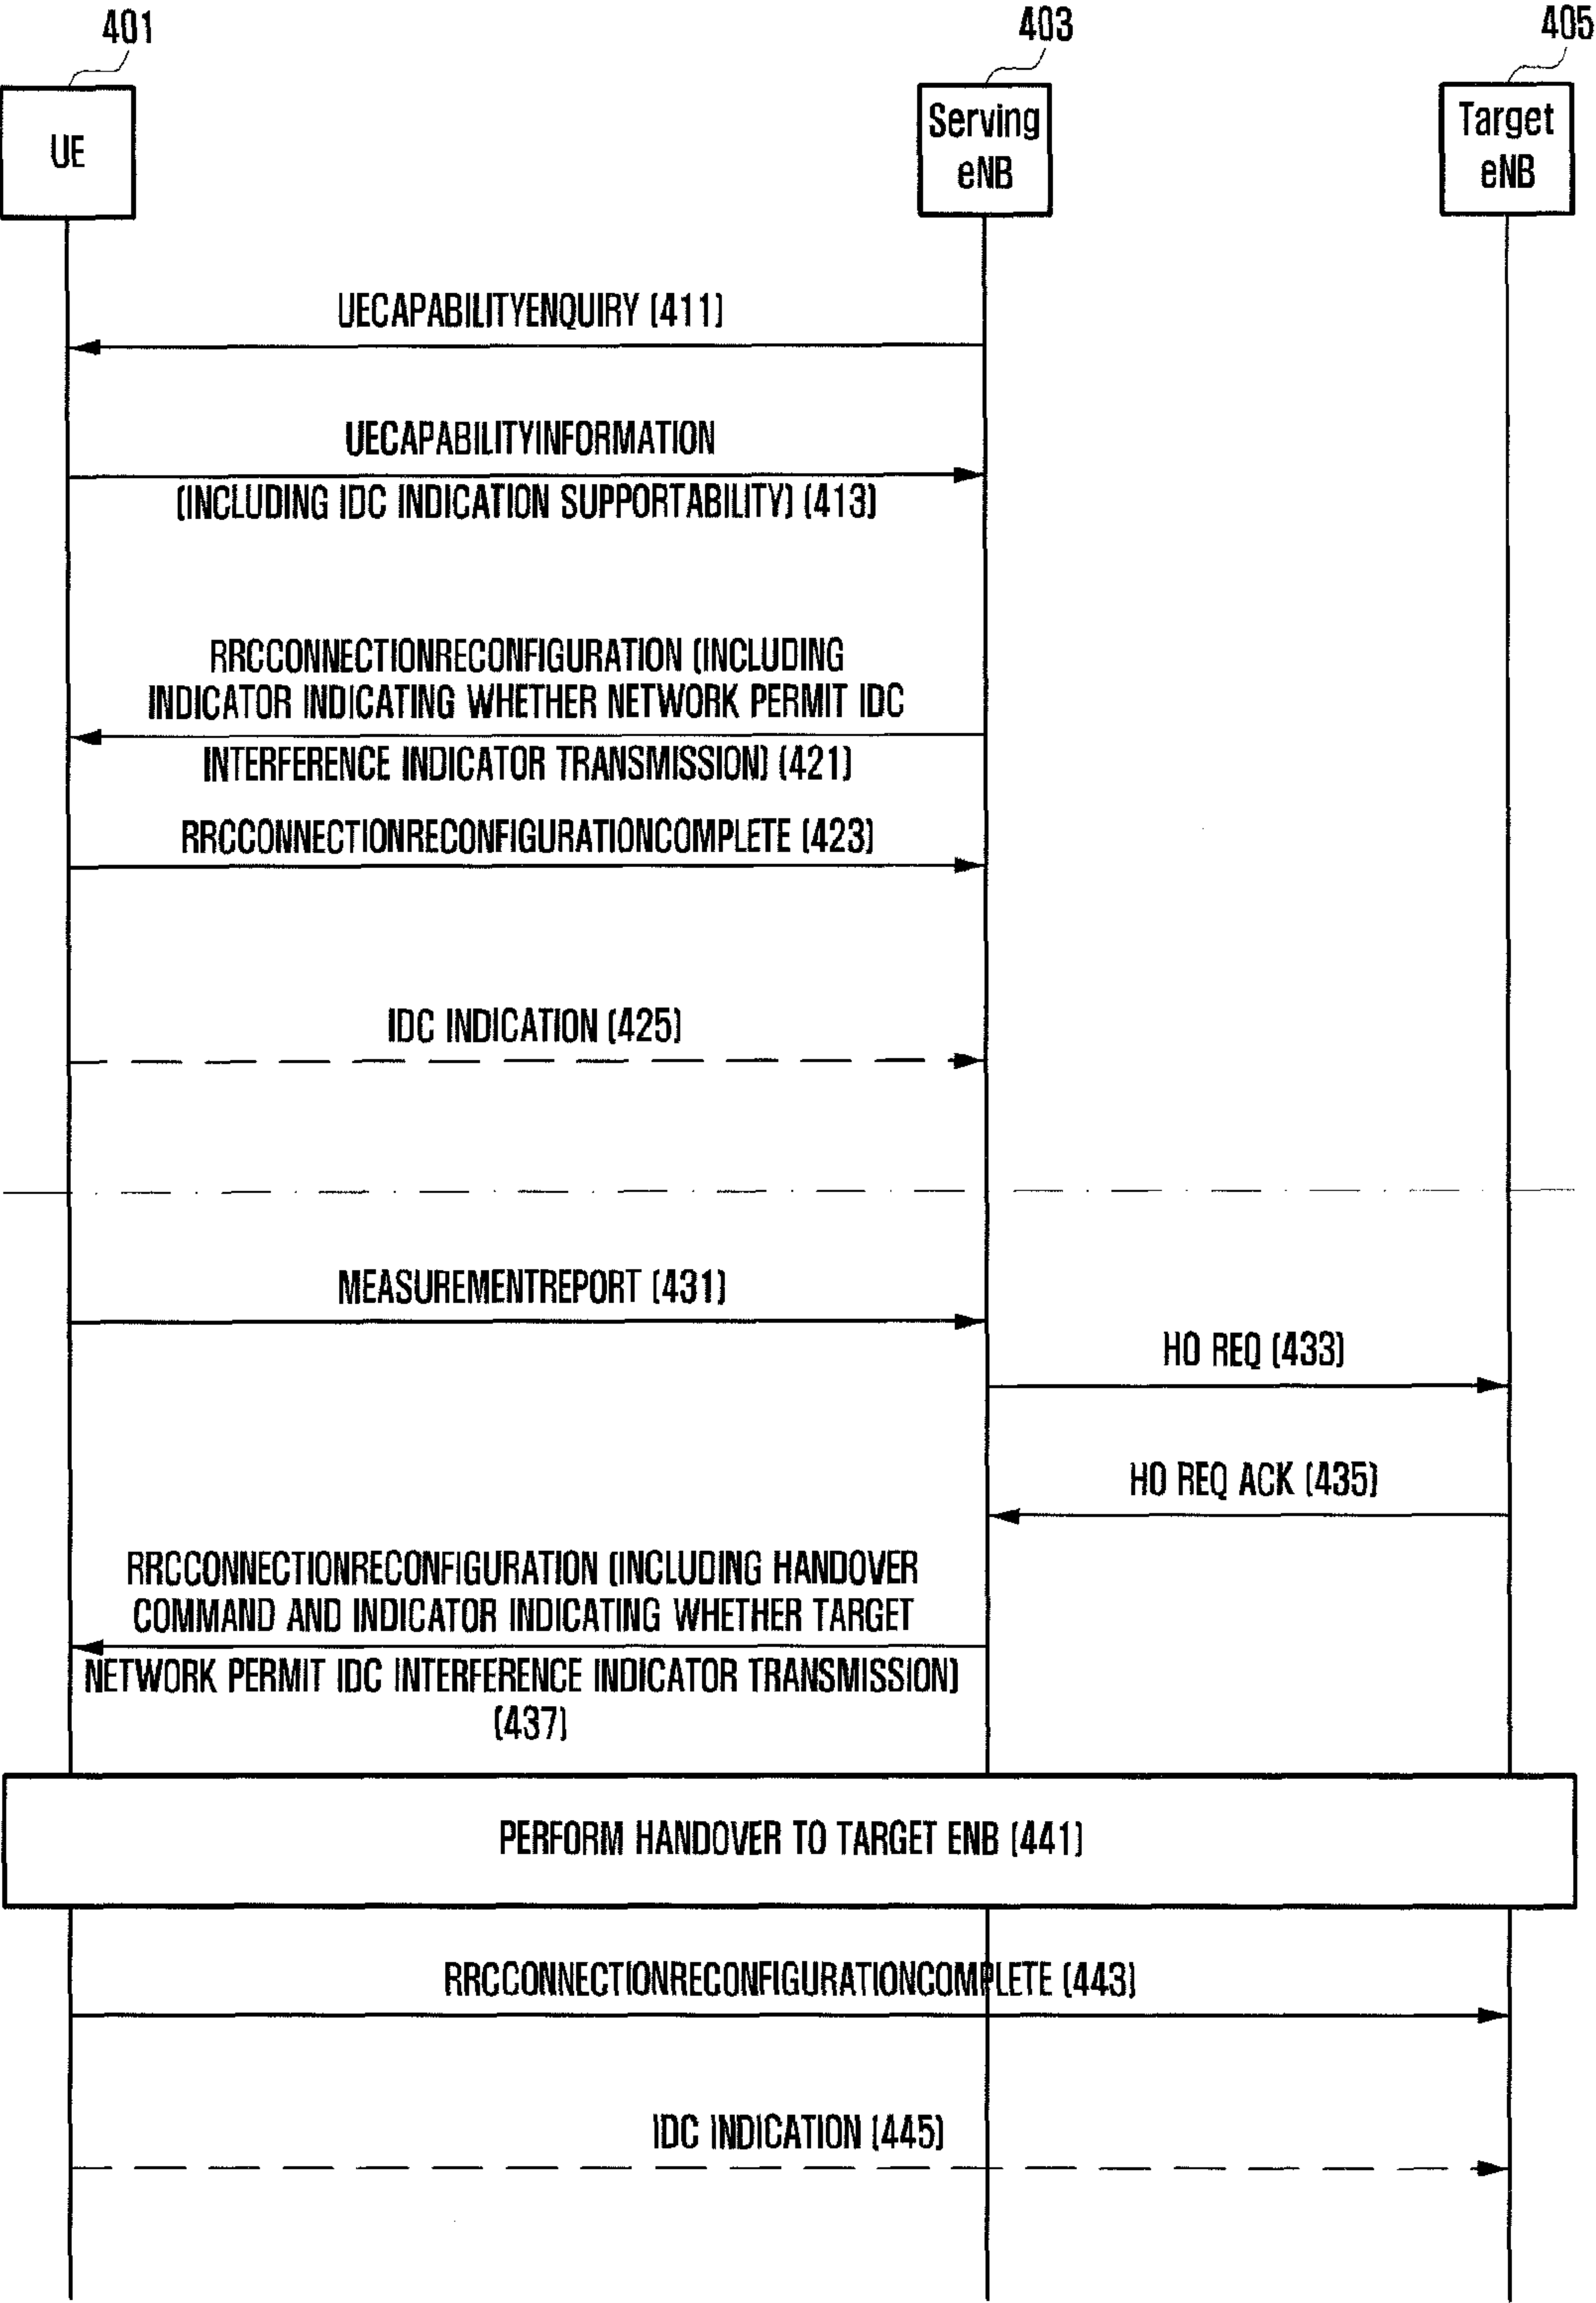 401
403
405
UE
Serving
eNB
Target
eNB
UECAPABILITYENQUIRY (411)
UECAPABILITYINFORMATION
(INCLUDING IDC INDICATION SUPPORTABILITY) (413)
RRCCONNECTIONRECONFIGURATION (INCLUDING
INDICATOR INDICATING WHETHER NETWORK PERMIT IDC
INTERFERENCE INDICATOR TRANSMISSION) (421)
RRCCONNECTIONRECONFIGURATIONCOMPLETE (423)
IDC INDICATION (425)
MEASUREMENTREPORT (431)
HO REQ (433)
HO REQ ACK (435)
RRCCONNECTIONRECONFIGURATION (INCLUDING HANDOVER
COMMAND AND INDICATOR INDICATING WHETHER TARGET
NETWORK PERMIT IDC INTERFERENCE INDICATOR TRANSMISSION)
(437)
PERFORM HANDOVER TO TARGET ENB (441)
RRCCONNECTIONRECONFIGURATIONCOMPLETE (443)
IDC INDICATION (445)